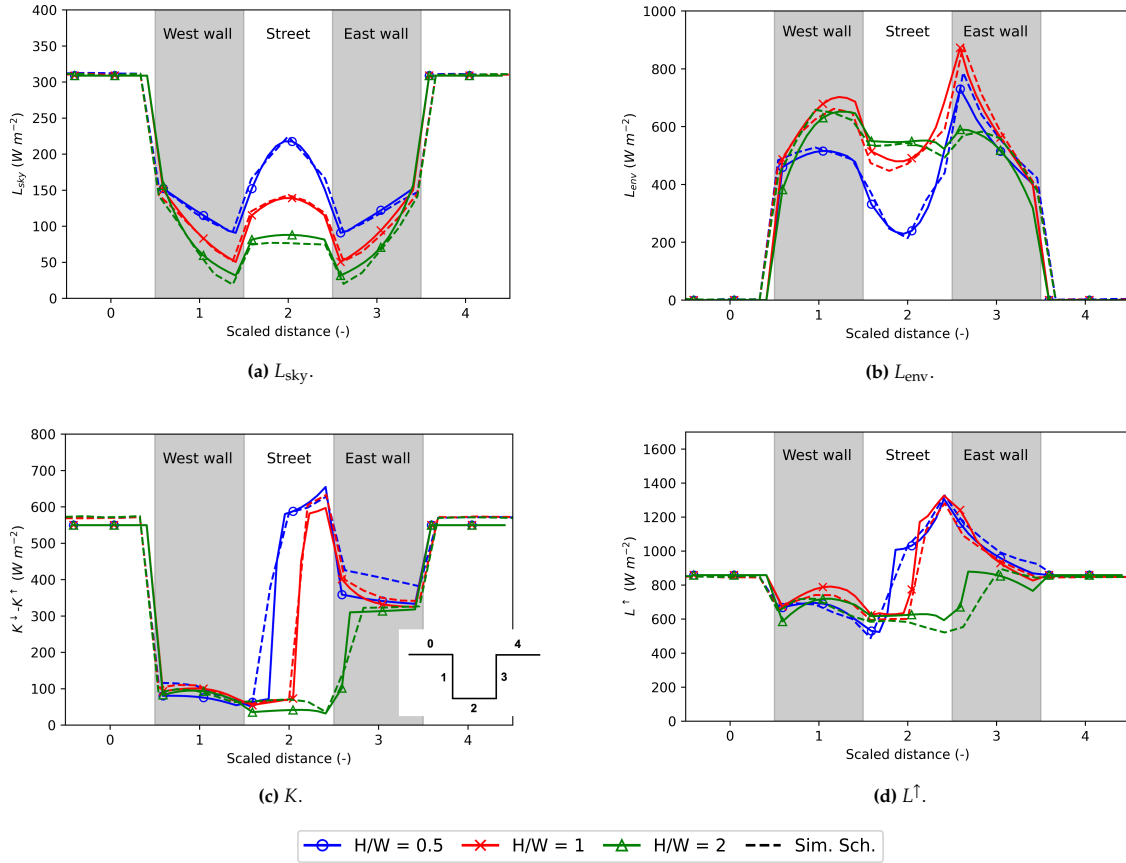 400
350
300
250
200
150
100
50
0
L_sky (W m⁻²)
West wall
Street
East wall
0 1 2 3 4
Scaled distance (-)
(a) L_sky.
1000
800
600
400
200
0
L_env (W m⁻²)
West wall
Street
East wall
0 1 2 3 4
Scaled distance (-)
(b) L_env.
800
700
600
500
400
300
200
100
0
K↓-K↑ (W m⁻²)
West wall
Street
East wall
0 4
1 3
2
0 1 2 3 4
Scaled distance (-)
(c) K.
1600
1400
1200
1000
800
600
400
200
0
L↑ (W m⁻²)
West wall
Street
East wall
0 1 2 3 4
Scaled distance (-)
(d) L↑.
H/W = 0.5 H/W = 1 H/W = 2 Sim. Sch.